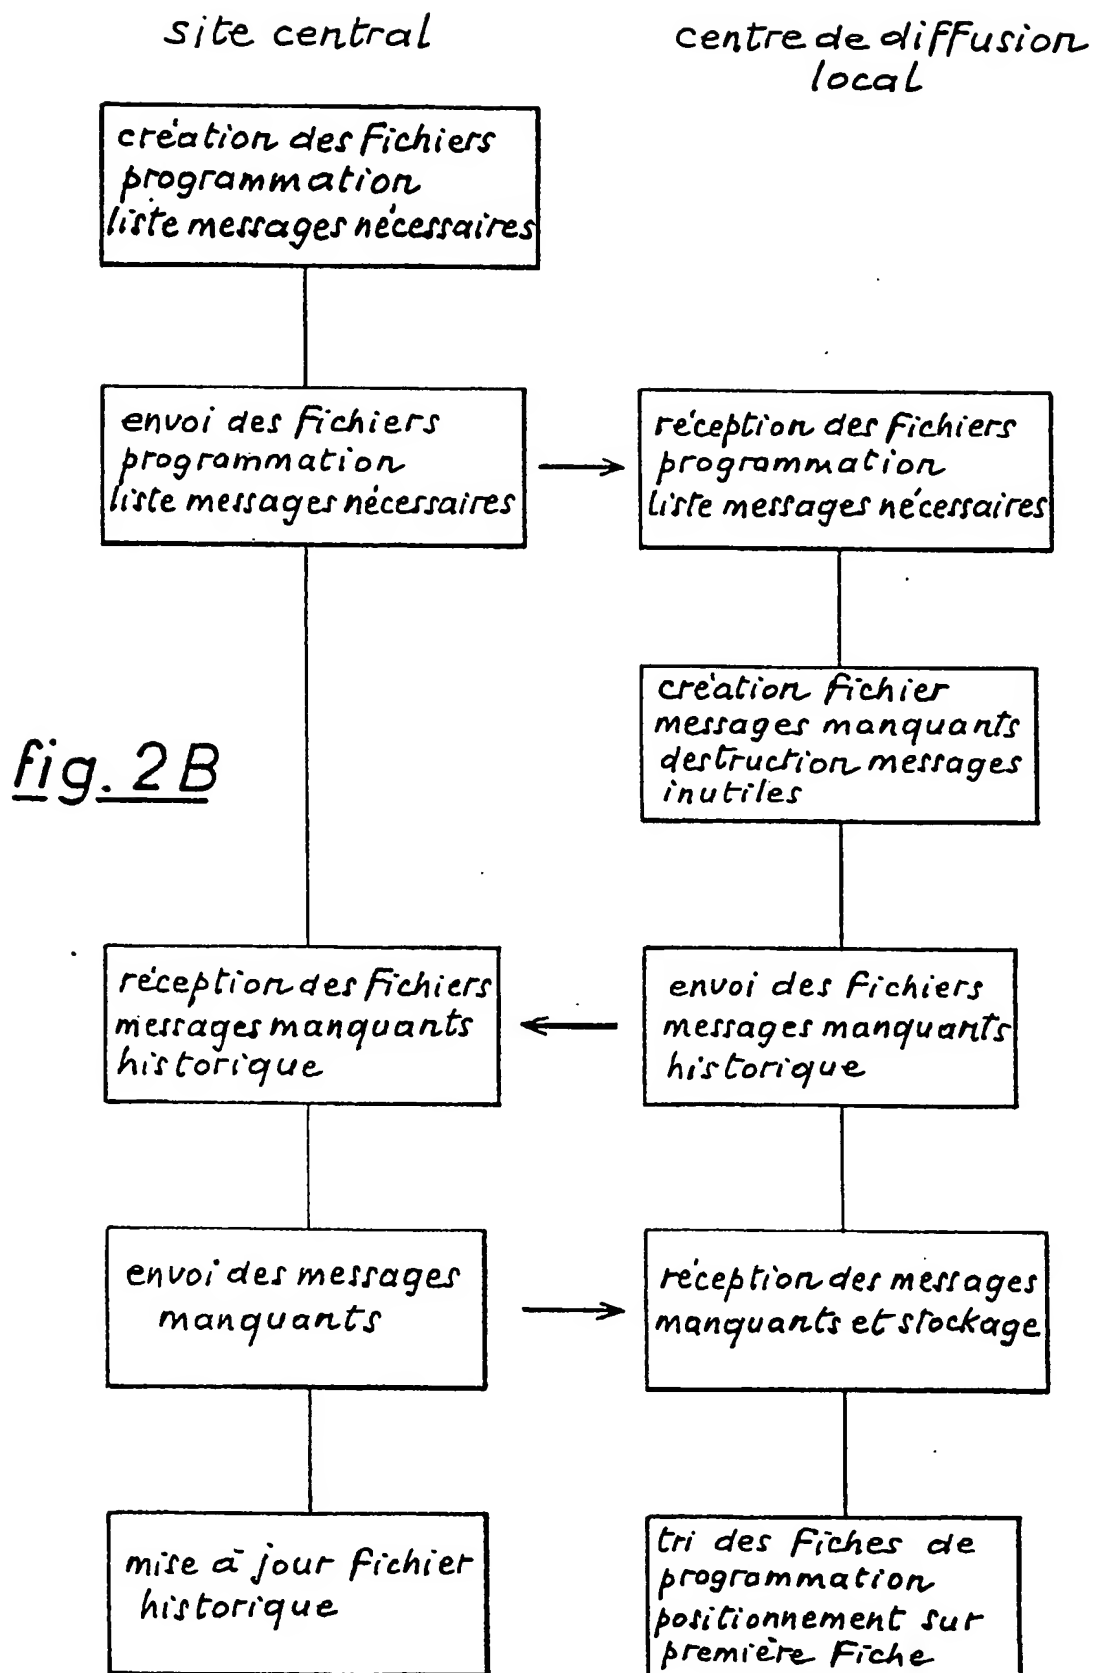 site central
centre de diffusion
local
création des fichiers
programmation
liste messages nécessaires
envoi des fichiers
programmation
liste messages nécessaires
réception des fichiers
programmation
liste messages nécessaires
création fichier
messages manquants
destruction messages
inutiles
fig. 2B
réception des fichiers
messages manquants
historique
envoi des fichiers
messages manquants
historique
envoi des messages
manquants
réception des messages
manquants et stockage
mise à jour fichier
historique
tri des fiches de
programmation
positionnement sur
première fiche